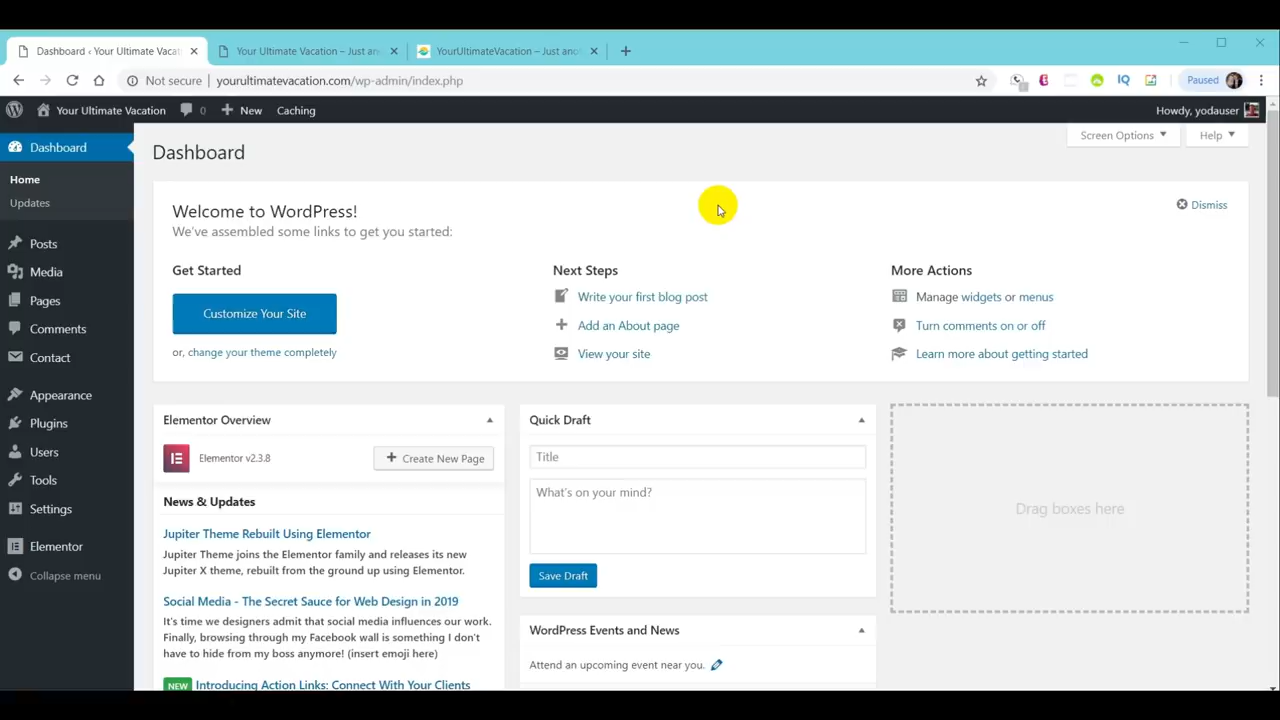 Dashboard ‹ Your Ultimate Vacati
Your Ultimate Vacation – Just an
YourUltimateVacation – Just anot
Not secure | yourultimatevacation.com/wp-admin/index.php
IQ
Paused
Your Ultimate Vacation
0
New
Caching
Howdy, yodauser
Dashboard
Home
Updates
Posts
Media
Pages
Comments
Contact
Appearance
Plugins
Users
Tools
Settings
Elementor
Collapse menu
Screen Options
Help
Dashboard
Welcome to WordPress!
We've assembled some links to get you started:
Dismiss
Get Started
Customize Your Site
or, change your theme completely
Next Steps
Write your first blog post
Add an About page
View your site
More Actions
Manage widgets or menus
Turn comments on or off
Learn more about getting started
Elementor Overview
Elementor v2.3.8
Create New Page
News & Updates
Jupiter Theme Rebuilt Using Elementor
Jupiter Theme joins the Elementor family and releases its new
Jupiter X theme, rebuilt from the ground up using Elementor.
Social Media - The Secret Sauce for Web Design in 2019
It's time we designers admit that social media influences our work.
Finally, browsing through my Facebook wall is something I don't
have to hide from my boss anymore! (insert emoji here)
NEW Introducing Action Links: Connect With Your Clients
Quick Draft
Title
What's on your mind?
Save Draft
WordPress Events and News
Attend an upcoming event near you.
Drag boxes here